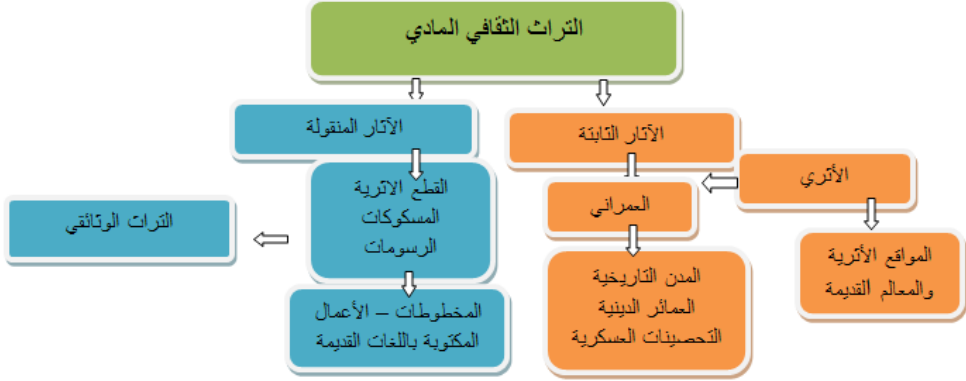 التراث الثقافي المادي
الآثار الثابتة
الآثار المنقولة
الأثري
العمراني
القطع الاثرية
المسكوكات
الرسومات
التراث الوثائقي
المواقع الأثرية
والمعالم القديمة
المدن التاريخية
العمائر الدينية
التحصينات العسكرية
المخطوطات – الأعمال
المكتوبة باللغات القديمة